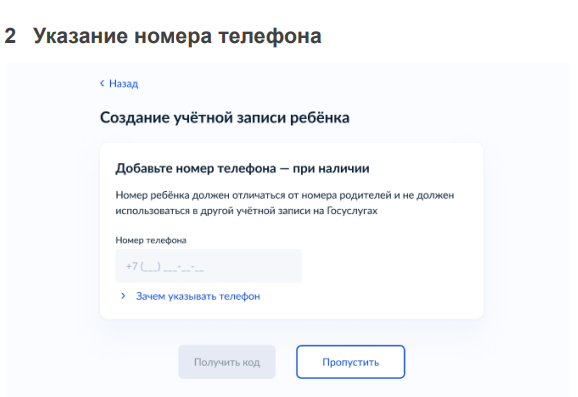 2 Указание номера телефона
< Назад
Создание учётной записи ребёнка
Добавьте номер телефона — при наличии
Номер ребёнка должен отличаться от номера родителей и не должен
использоваться в другой учётной записи на Госуслугах
Номер телефона
+7 (___) ___-__-__
> Зачем указывать телефон
Получить код Пропустить